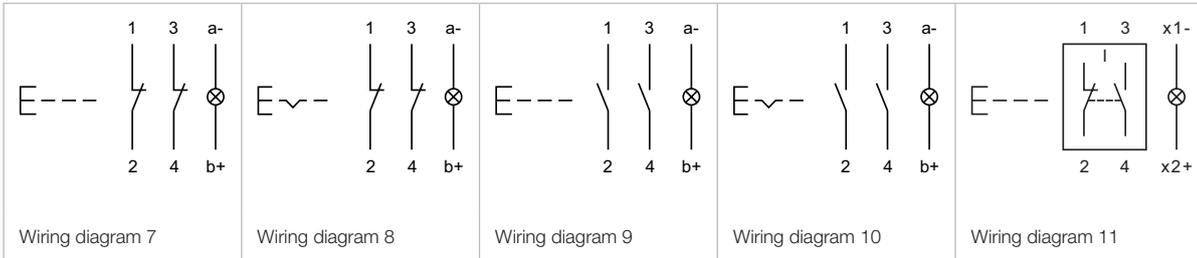 1 3 a-
2 4 b+
Wiring diagram 7
1 3 a-
2 4 b+
Wiring diagram 8
1 3 a-
2 4 b+
Wiring diagram 9
1 3 a-
2 4 b+
Wiring diagram 10
1 3 x1-
2 4 x2+
Wiring diagram 11